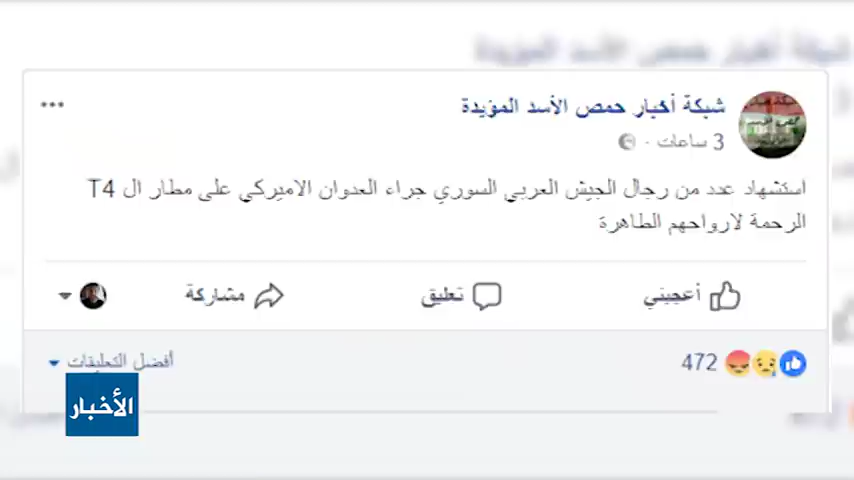 شبكة أخبار حمص الأسد المؤيدة
3 ساعات ·
استشهاد عدد من رجال الجيش العربي السوري جراء العدوان الاميركي على مطار ال T4
الرحمة لارواحهم الطاهرة
أعجبني
تعليق
مشاركة
472
أفضل التعليقات
الأخبار